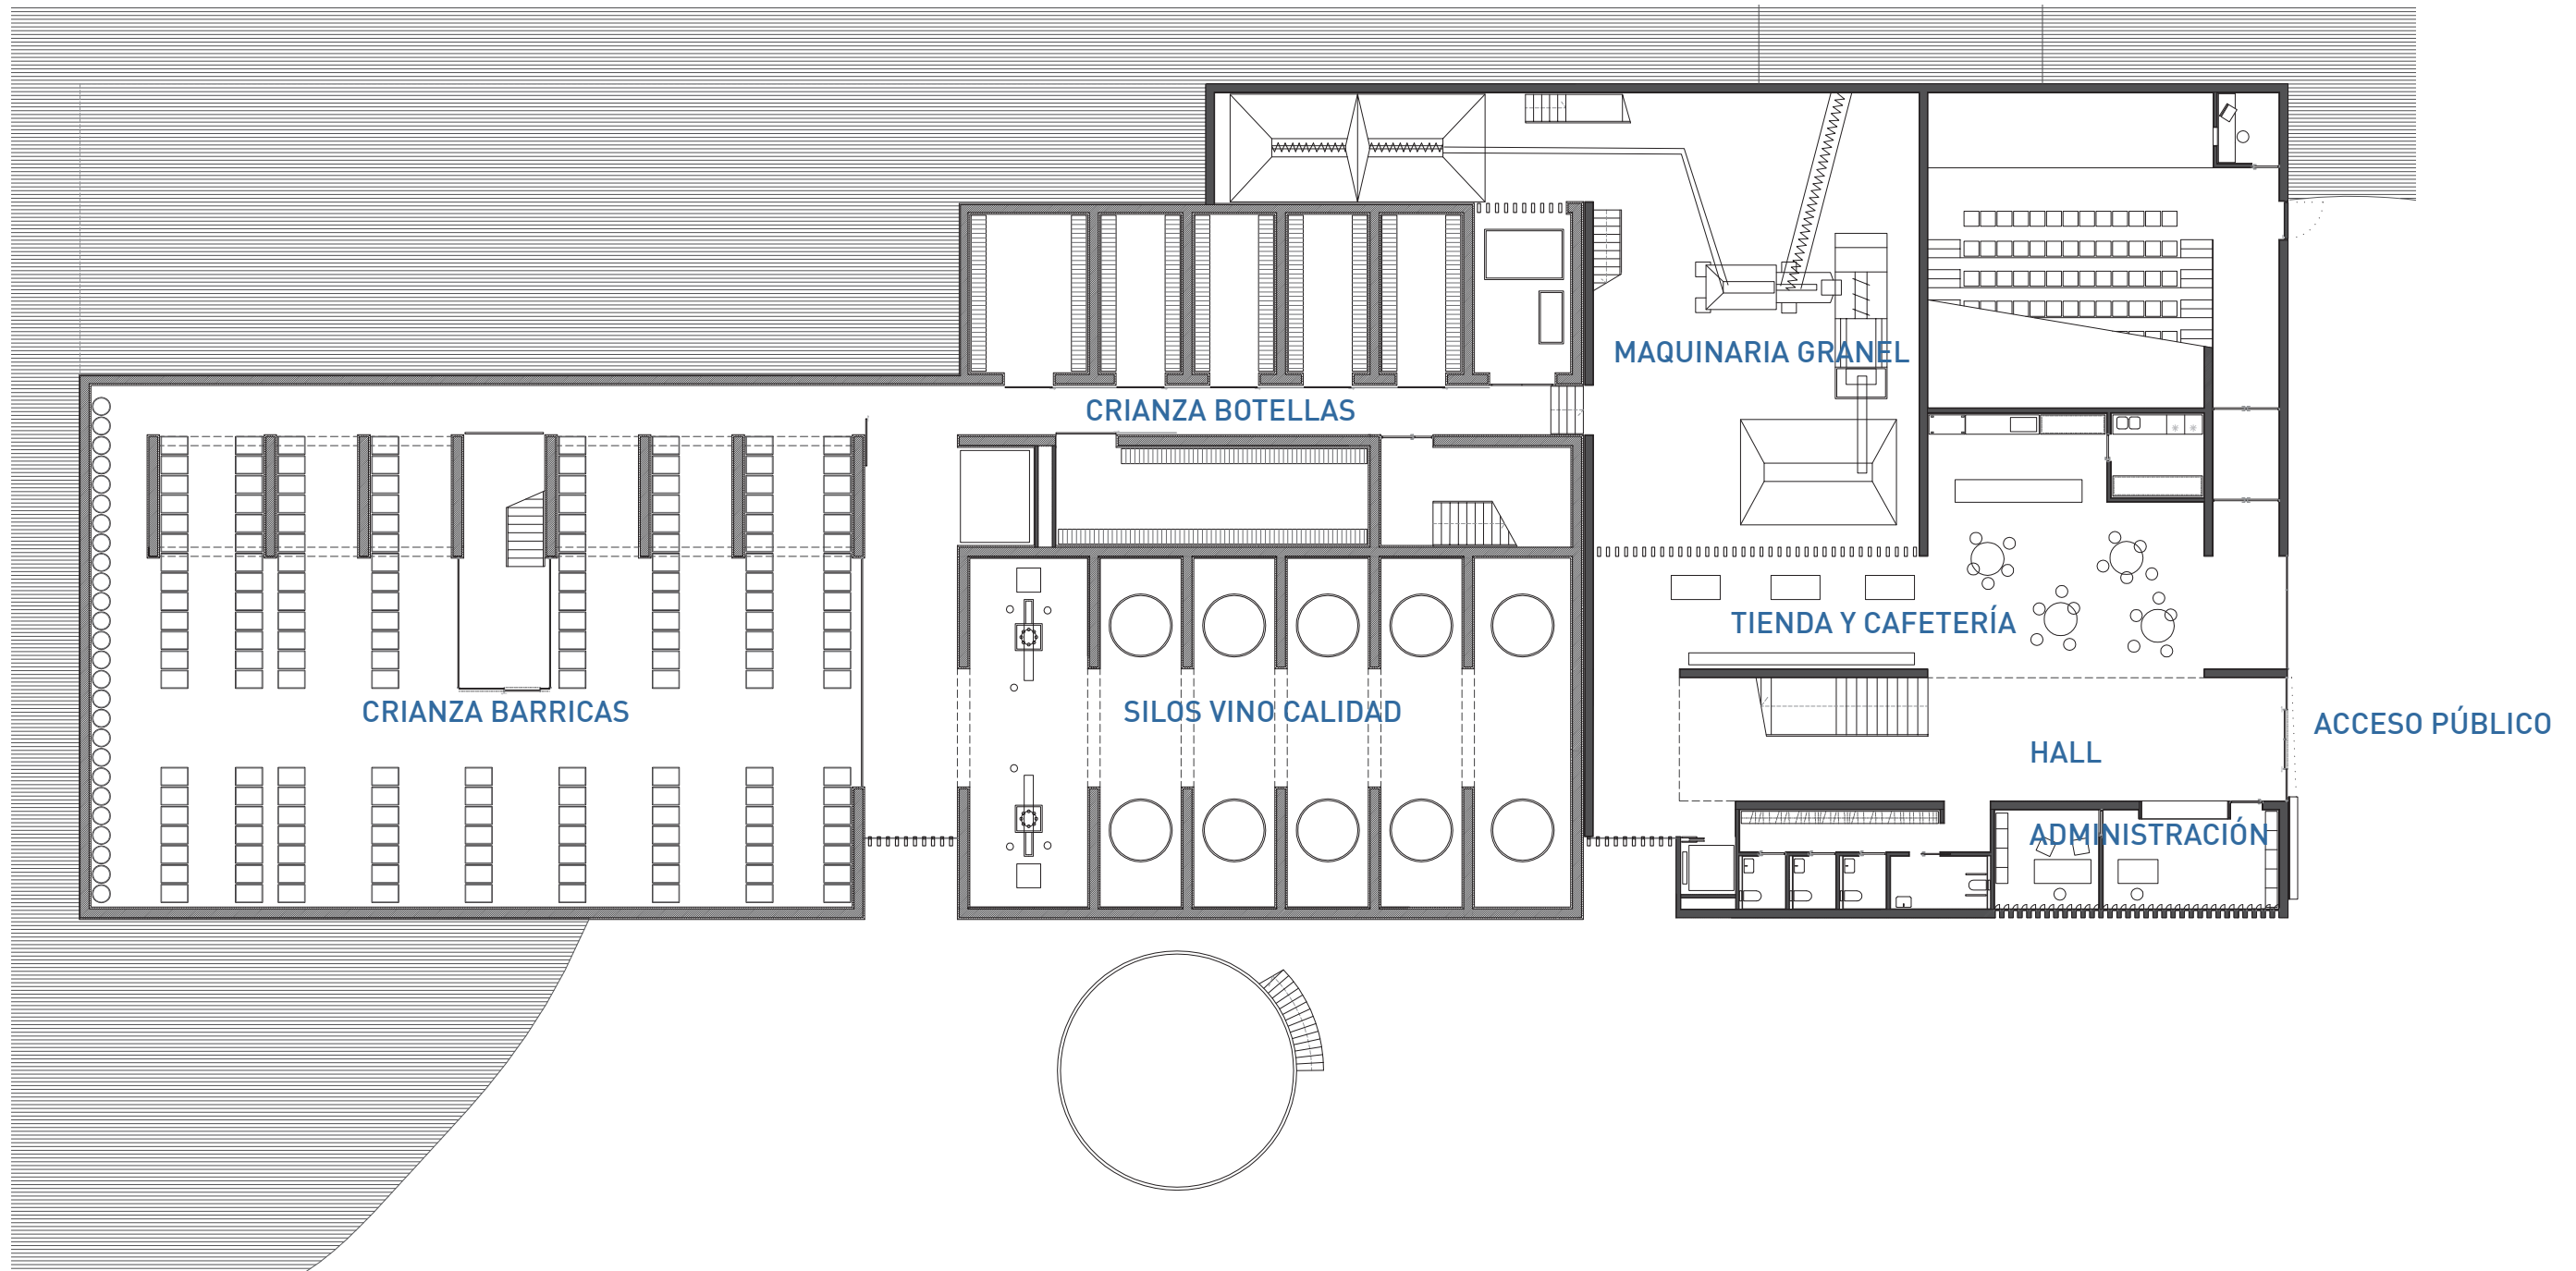 MAQUINARIA GRANEL
CRIANZA BOTELLAS
TIENDA Y CAFETERÍA
CRIANZA BARRICAS
SILOS VINO CALIDAD
ACCESO PÚBLICO
HALL
ADMINISTRACIÓN